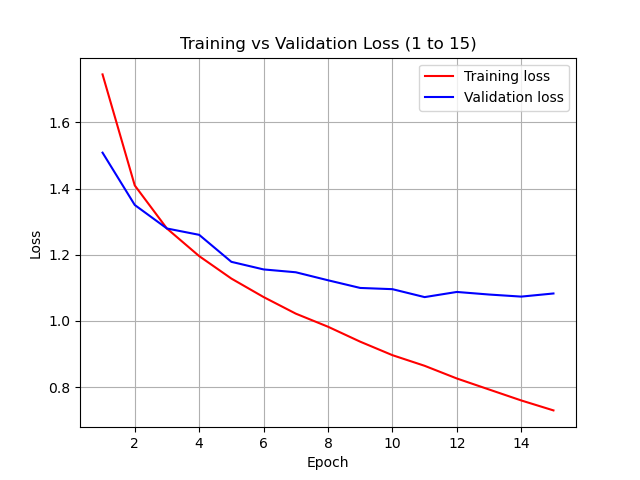 Training vs Validation Loss (1 to 15)
Training loss
Validation loss
Loss
1.6
1.4
1.2
1.0
0.8
2 4 6 8 10 12 14
Epoch